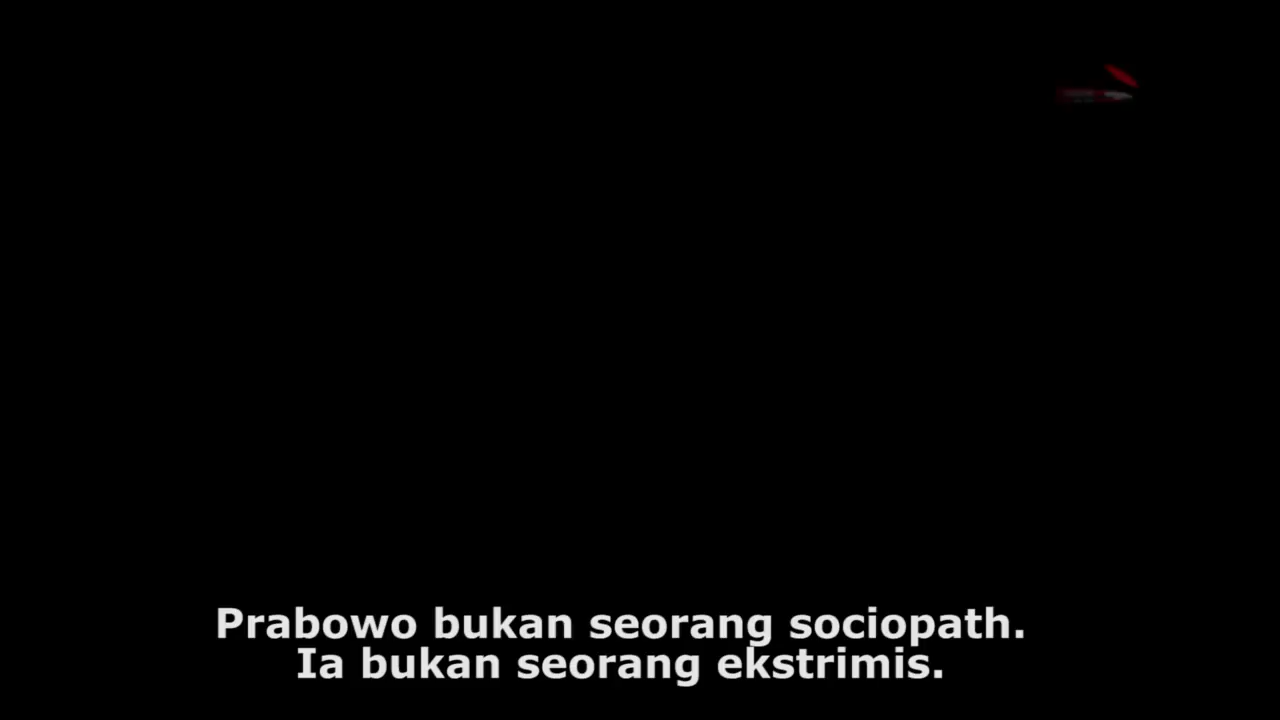 Prabowo bukan seorang sociopath.
Ia bukan seorang ekstrimis.